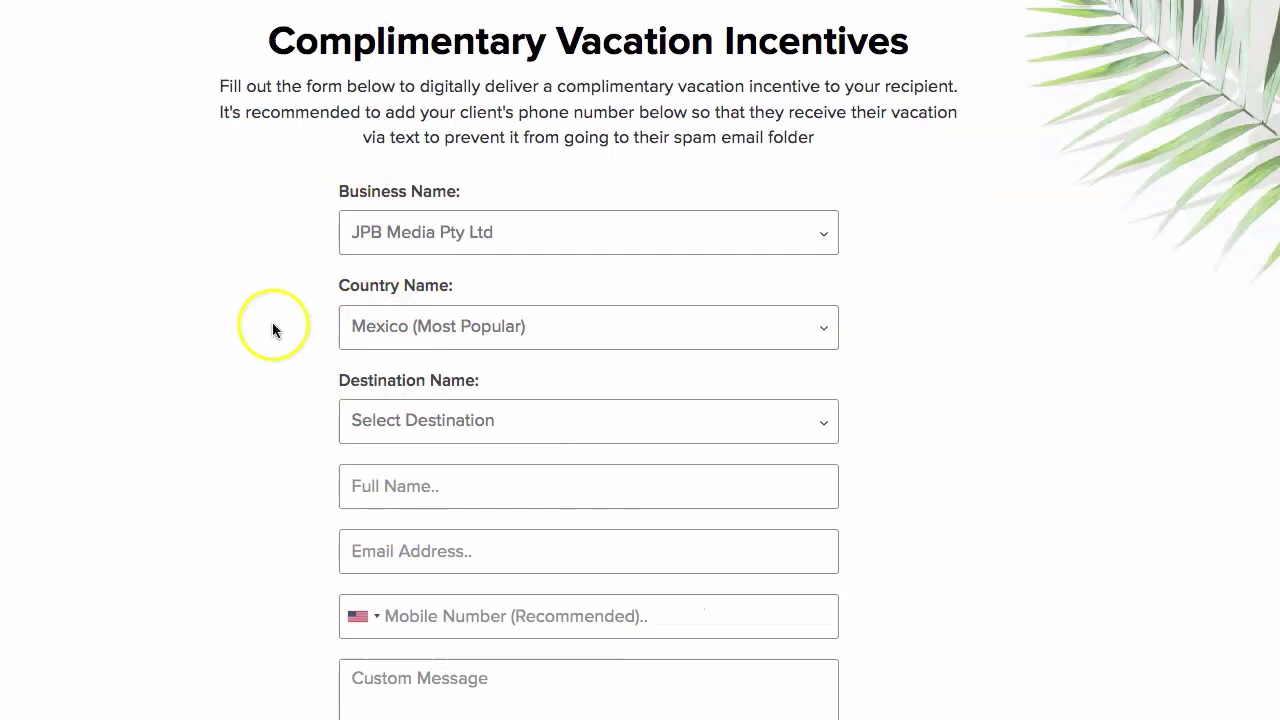 Complimentary Vacation Incentives
Fill out the form below to digitally deliver a complimentary vacation incentive to your recipient.
It's recommended to add your client's phone number below so that they receive their vacation
via text to prevent it from going to their spam email folder
Business Name:
JPB Media Pty Ltd
Country Name:
Mexico (Most Popular)
Destination Name:
Select Destination
Full Name..
Email Address..
Mobile Number (Recommended)..
Custom Message